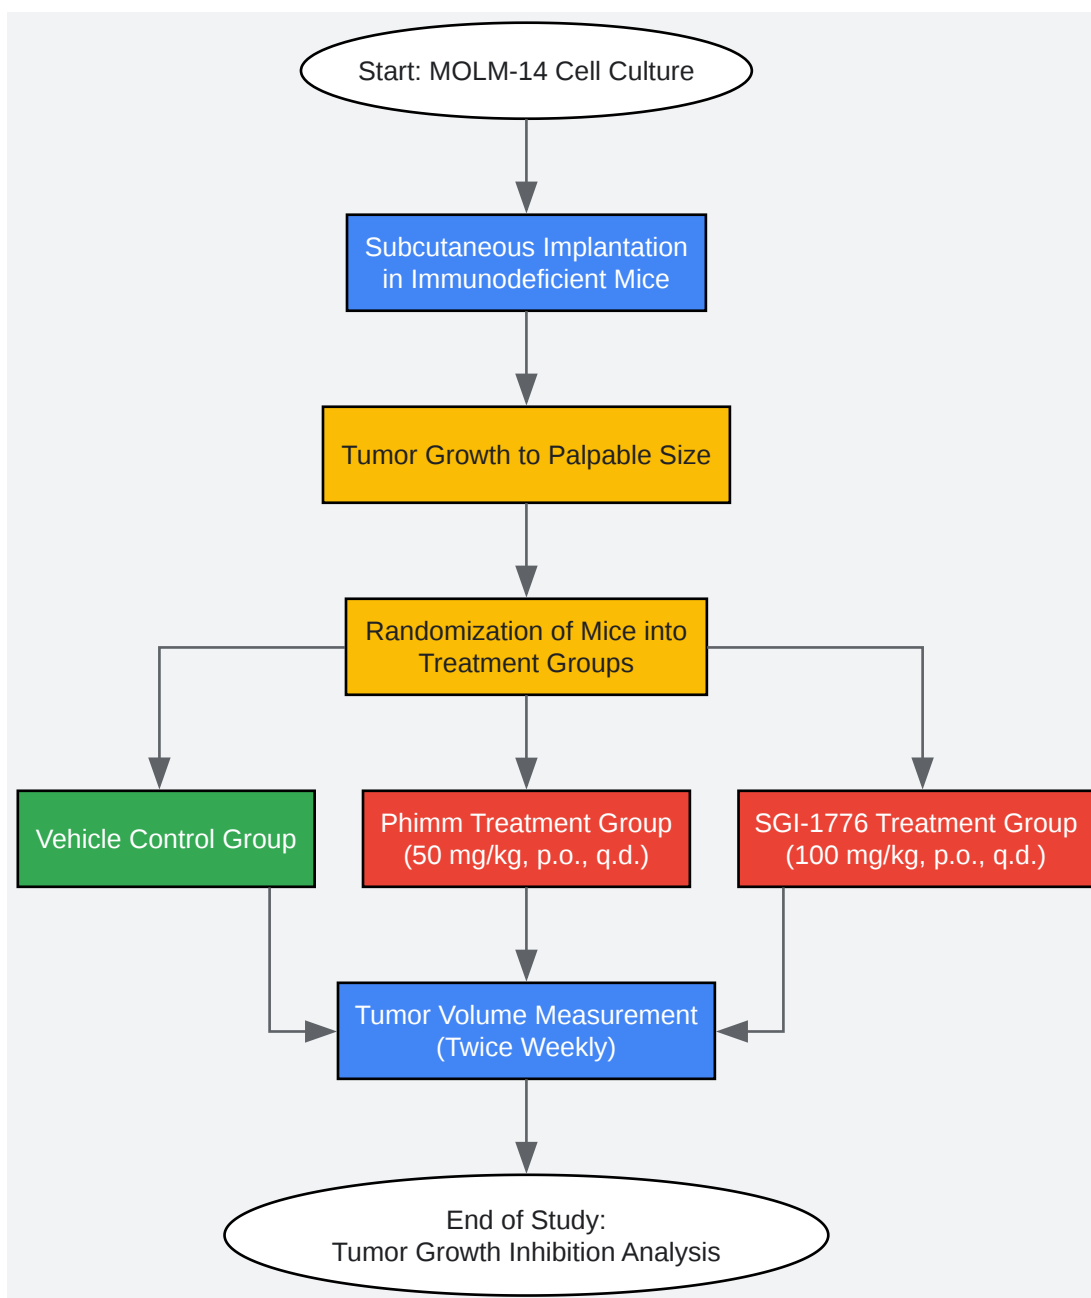 Start: MOLM-14 Cell Culture
Subcutaneous Implantation
in Immunodeficient Mice
Tumor Growth to Palpable Size
Randomization of Mice into
Treatment Groups
Vehicle Control Group
Phimm Treatment Group
(50 mg/kg, p.o., q.d.)
SGI-1776 Treatment Group
(100 mg/kg, p.o., q.d.)
Tumor Volume Measurement
(Twice Weekly)
End of Study:
Tumor Growth Inhibition Analysis